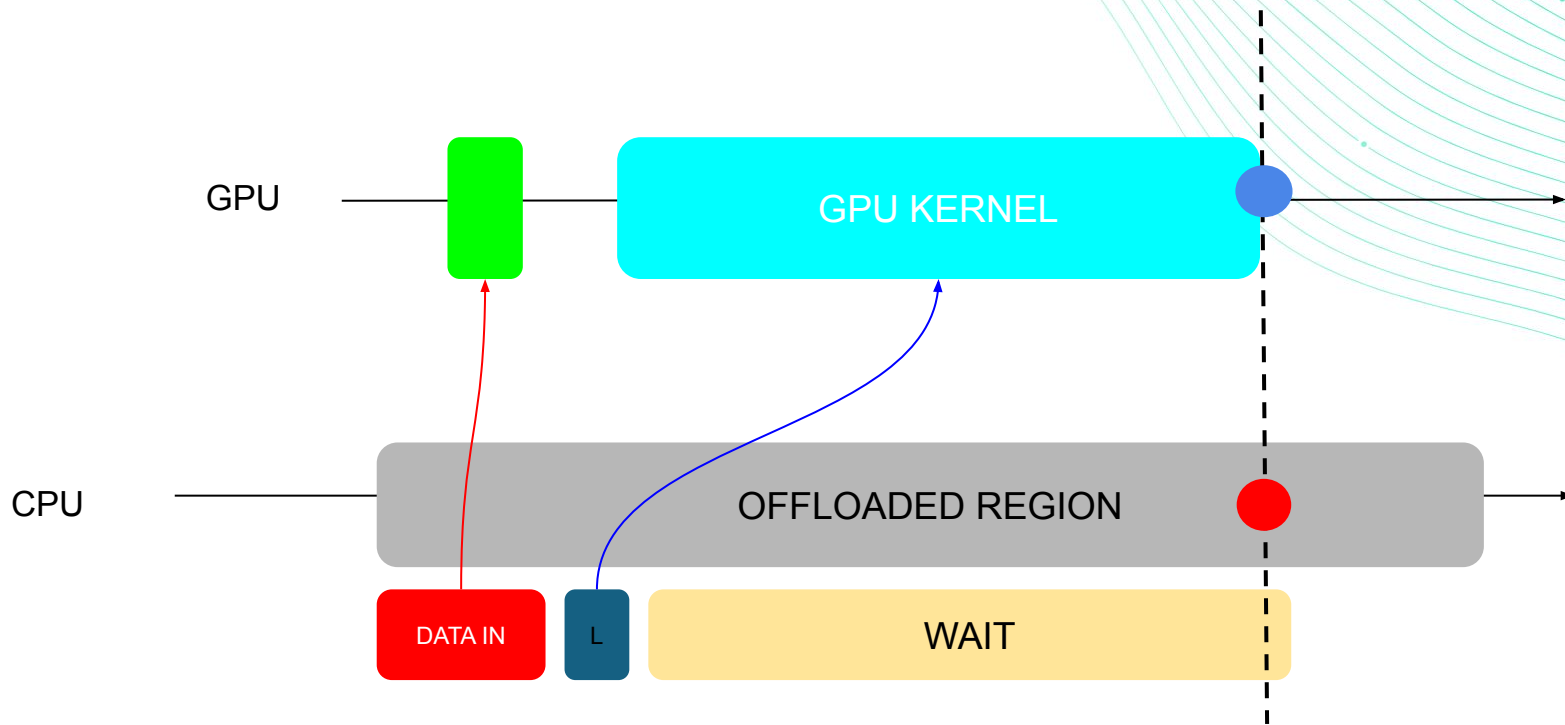 GPU
GPU KERNEL
CPU
OFFLOADED REGION
DATA IN
L
WAIT